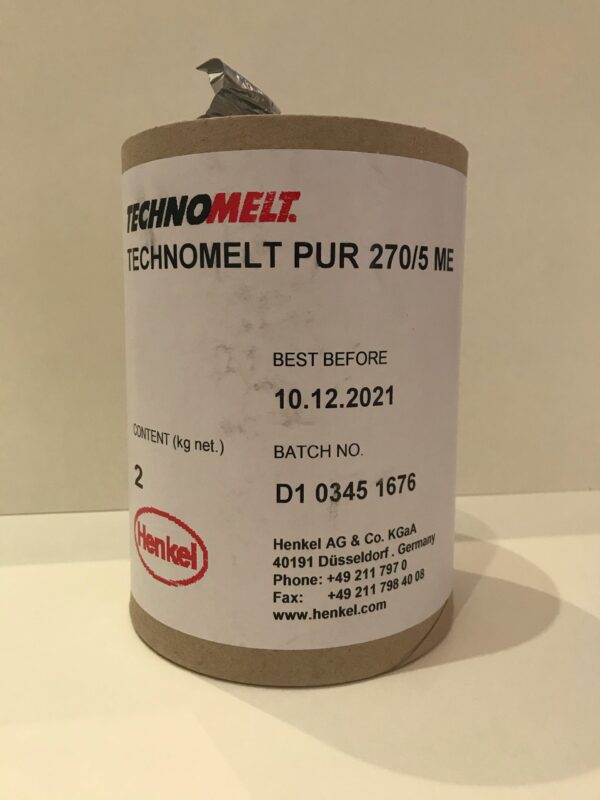 TECHNOMELT.
TECHNOMELT PUR 270/5 ME
BEST BEFORE
10.12.2021
CONTENT (kg net.)
2
BATCH NO.
D1 0345 1676
Henkel
Henkel AG & Co. KGaA
40191 Düsseldorf . Germany
Phone: +49 211 797 0
Fax: +49 211 798 40 08
www.henkel.com